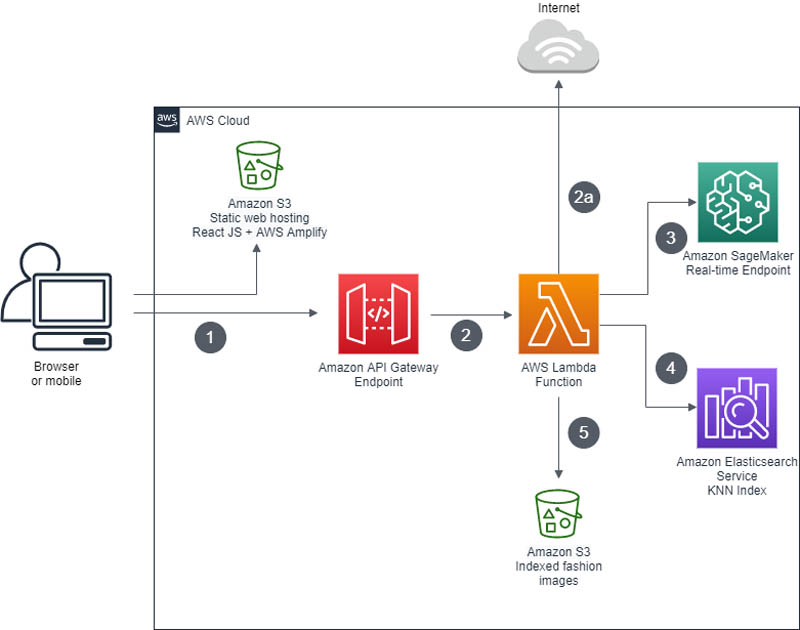 Internet
aws
AWS Cloud
Amazon S3
Static web hosting
React JS + AWS Amplify
2a
3
Amazon SageMaker
Real-time Endpoint
1
</>
2
Browser
or mobile
Amazon API Gateway
Endpoint
AWS Lambda
Function
4
5
Amazon Elasticsearch
Service
KNN Index
Amazon S3
Indexed fashion
images